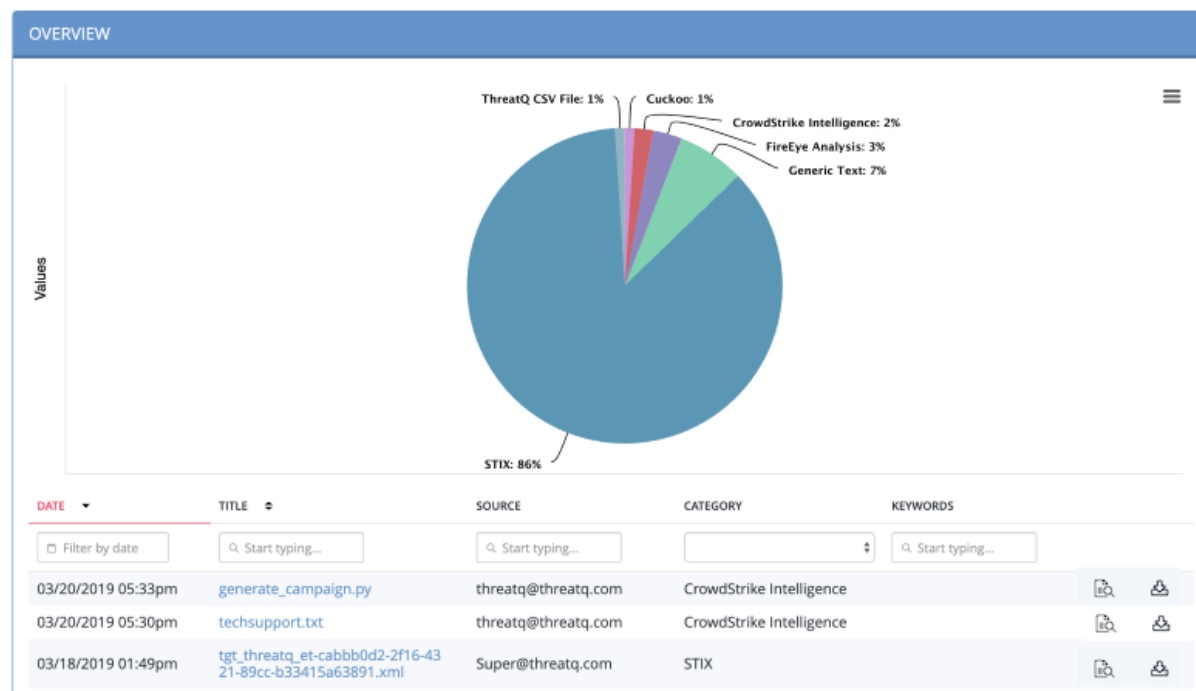 OVERVIEW
ThreatQ CSV File: 1%
Cuckoo: 1%
CrowdStrike Intelligence: 2%
FireEye Analysis: 3%
Generic Text: 7%
Values
STIX: 86%
DATE TITLE SOURCE CATEGORY KEYWORDS
Filter by date Start typing... Start typing... Start typing...
03/20/2019 05:33pm generate_campaign.py threatq@threatq.com CrowdStrike Intelligence
03/20/2019 05:30pm techsupport.txt threatq@threatq.com CrowdStrike Intelligence
03/18/2019 01:49pm tgt_threatq_et-cabbb0d2-2f16-43 Super@threatq.com STIX
21-89cc-b33415a63891.xml